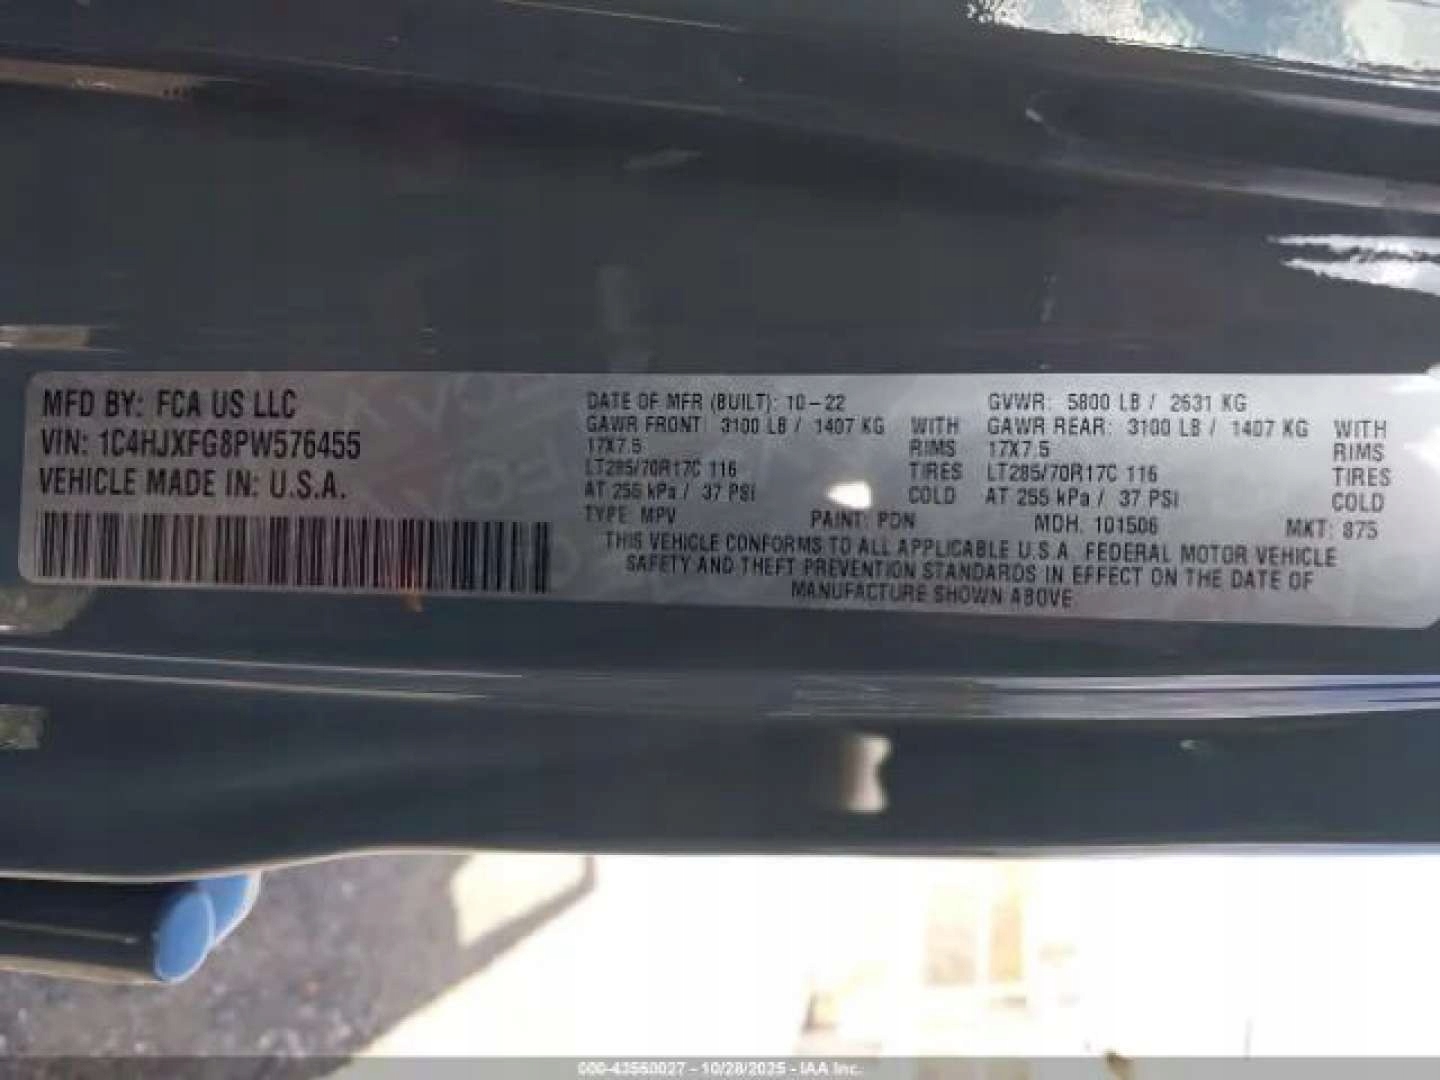 MFD BY: FCA US LLC
VIN: 1C4HJXFG8PW576455
VEHICLE MADE IN: U.S.A.
DATE OF MFR (BUILT): 10-22 GVWR: 5800 LB / 2631 KG
GAWR FRONT: 3100 LB / 1407 KG WITH GAWR REAR: 3100 LB / 1407 KG WITH
17X7.5 RIMS 17X7.5 RIMS
LT285/70R17C 116 TIRES LT285/70R17C 116 TIRES
AT 255 kPa / 37 PSI COLD AT 255 kPa / 37 PSI COLD
TYPE: MPV PAINT: PDN MDH: 101506 MKT: 875
THIS VEHICLE CONFORMS TO ALL APPLICABLE U.S.A. FEDERAL MOTOR VEHICLE
SAFETY AND THEFT PREVENTION STANDARDS IN EFFECT ON THE DATE OF
MANUFACTURE SHOWN ABOVE
000-43560027 - 10/28/2025 - IAA Inc.